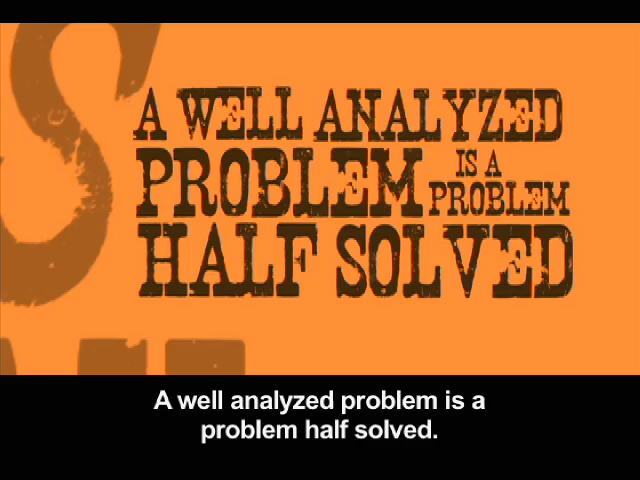 A WELL ANALYZED
PROBLEM IS A PROBLEM
HALF SOLVED
A well analyzed problem is a
problem half solved.